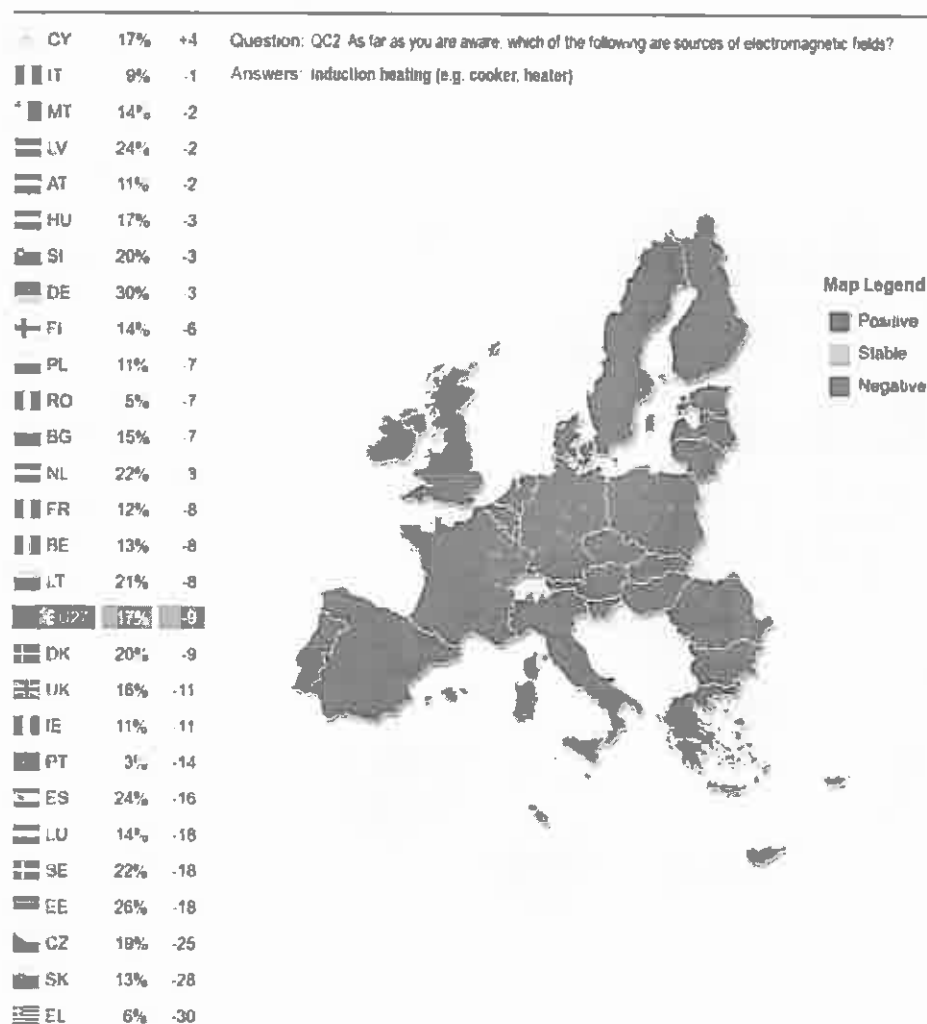 CY 17% +4
Question: QC2 As far as you are aware, which of the following are sources of electromagnetic fields?
IT 9% -1
Answers: Induction heating (e.g. cooker, heater)
MT 14% -2
LV 24% -2
AT 11% -2
HU 17% -3
SI 20% -3
DE 30% 3
FI 14% -6
PL 11% 7
RO 5% -7
BG 15% 7
NL 22%
FR 12% -8
BE 13% -8
LT 21% -8
17% -9
DK 20% -9
UK 16% -11
IE 11% 11
PT 3% -14
ES 24% -16
LU 14% -18
SE 22% -18
EE 26% -18
CZ 19% -25
SK 13% -28
EL 6% -30
Map Legend
Positive
Stable
Negative